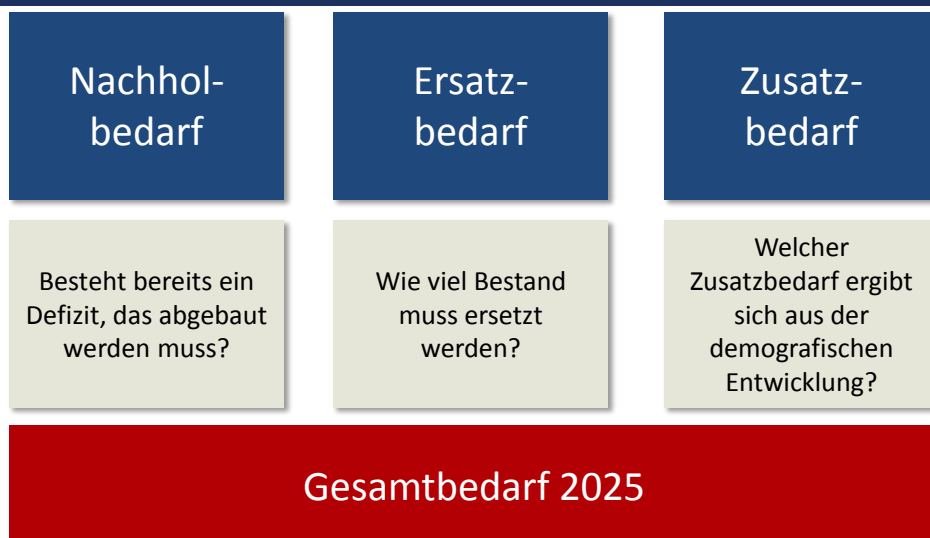 Nachhol-
bedarf
Ersatz-
bedarf
Zusatz-
bedarf
Besteht bereits ein
Defizit, das abgebaut
werden muss?
Wie viel Bestand
muss ersetzt
werden?
Welcher
Zusatzbedarf ergibt
sich aus der
demografischen
Entwicklung?
Gesamtbedarf 2025